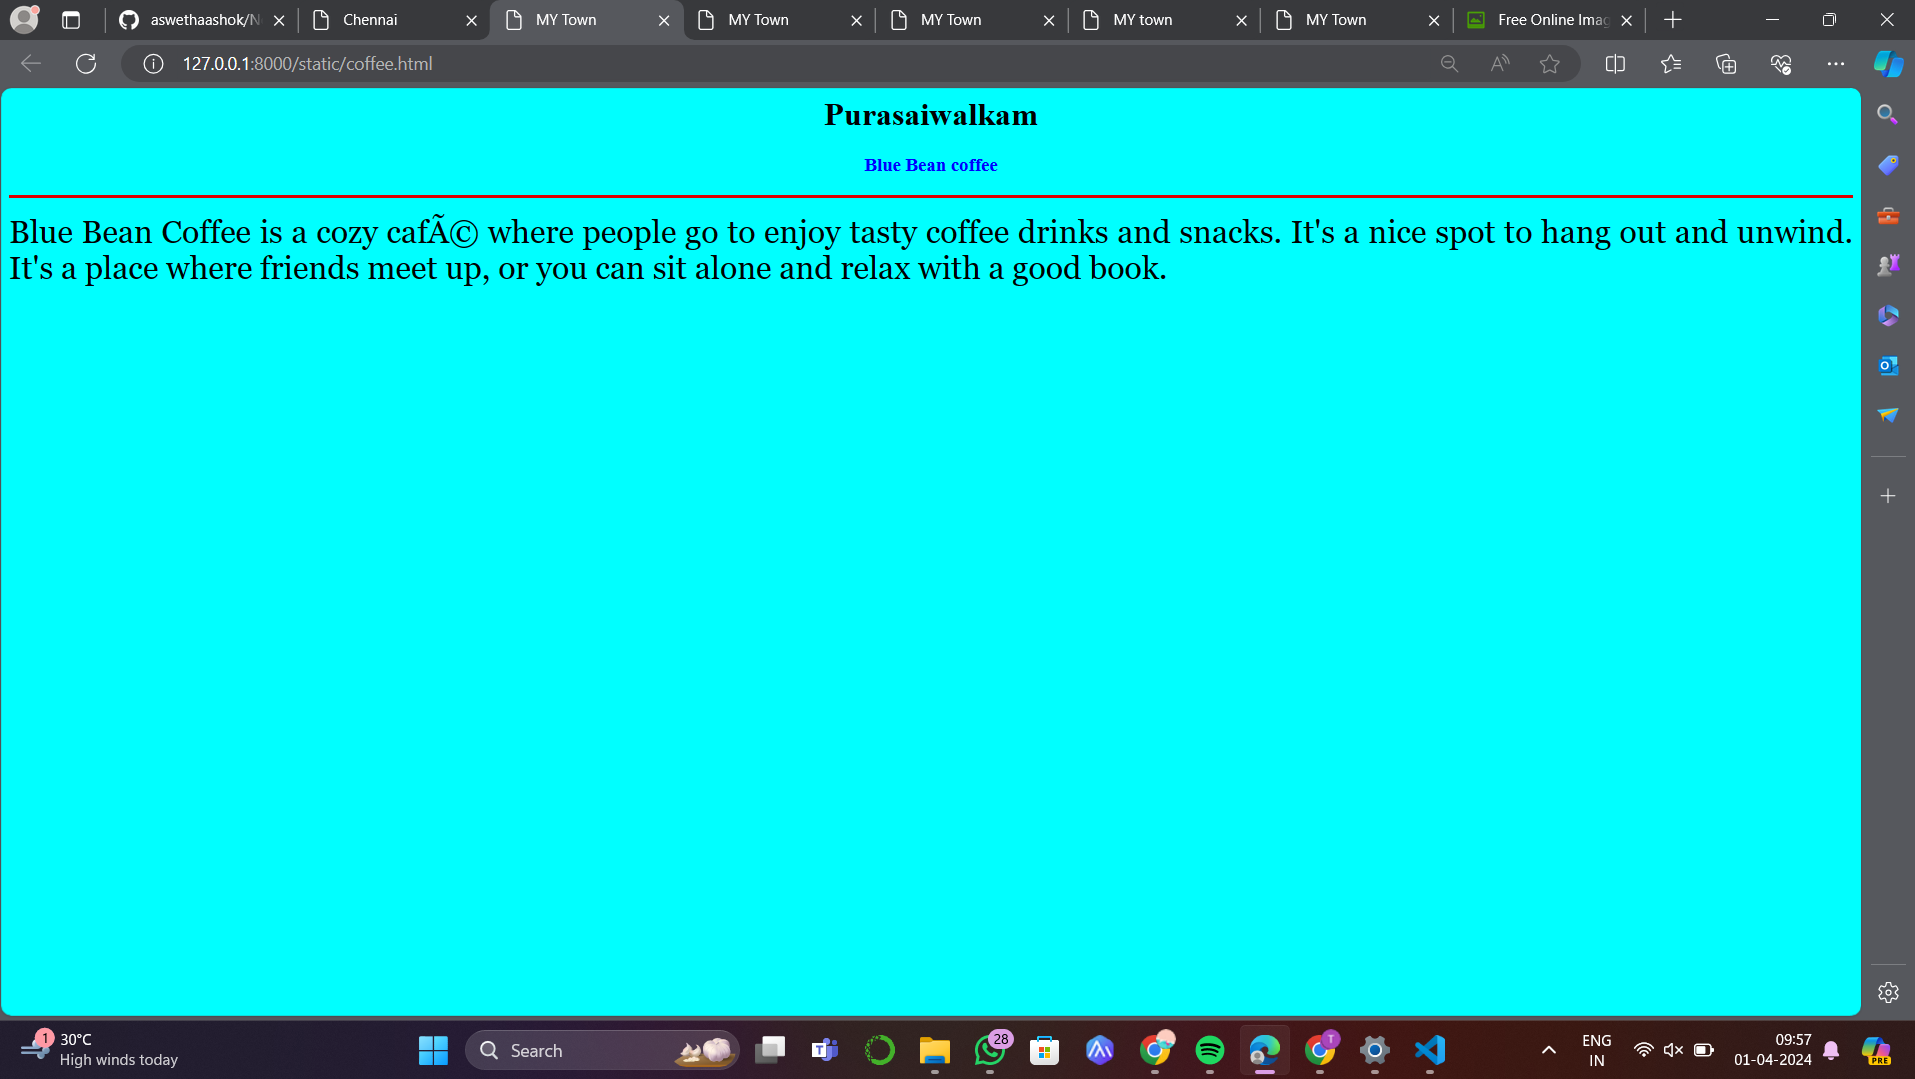 aswethaashok/N
Chennai
MY Town
MY Town
MY Town
MY town
MY Town
Free Online Imag
127.0.0.1:8000/static/coffee.html
Purasaiwalkam
Blue Bean coffee
Blue Bean Coffee is a cozy cafÃ© where people go to enjoy tasty coffee drinks and snacks. It's a nice spot to hang out and unwind.
It's a place where friends meet up, or you can sit alone and relax with a good book.
1
30°C
High winds today
Search
28
T
ENG
IN
09:57
01-04-2024
PRE